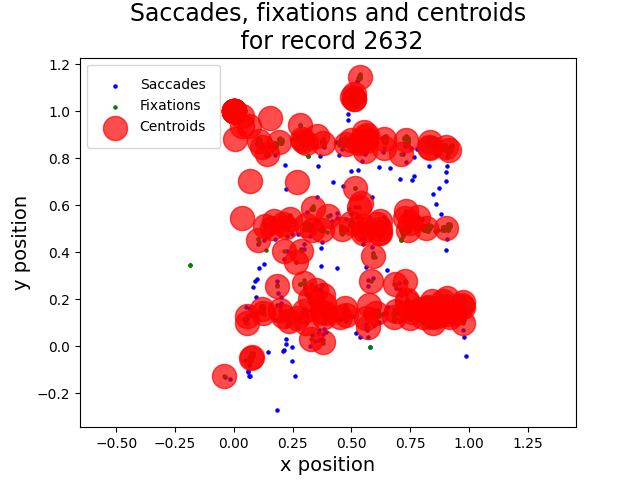 Saccades, fixations and centroids
for record 2632
Saccades
Fixations
Centroids
1.2
1.0
0.8
0.6
0.4
0.2
0.0
−0.2
y position
−0.50
−0.25
0.00
0.25
0.50
0.75
1.00
1.25
x position